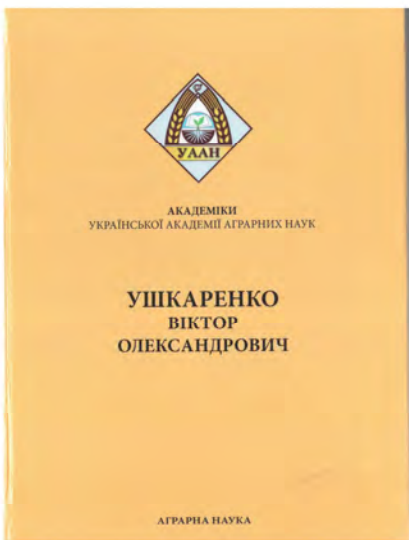 УААН
АКАДЕМІКИ
УКРАЇНСЬКОЇ АКАДЕМІЇ АГРАРНИХ НАУК
УШКАРЕНКО
ВІКТОР
ОЛЕКСАНДРОВИЧ
АГРАРНА НАУКА